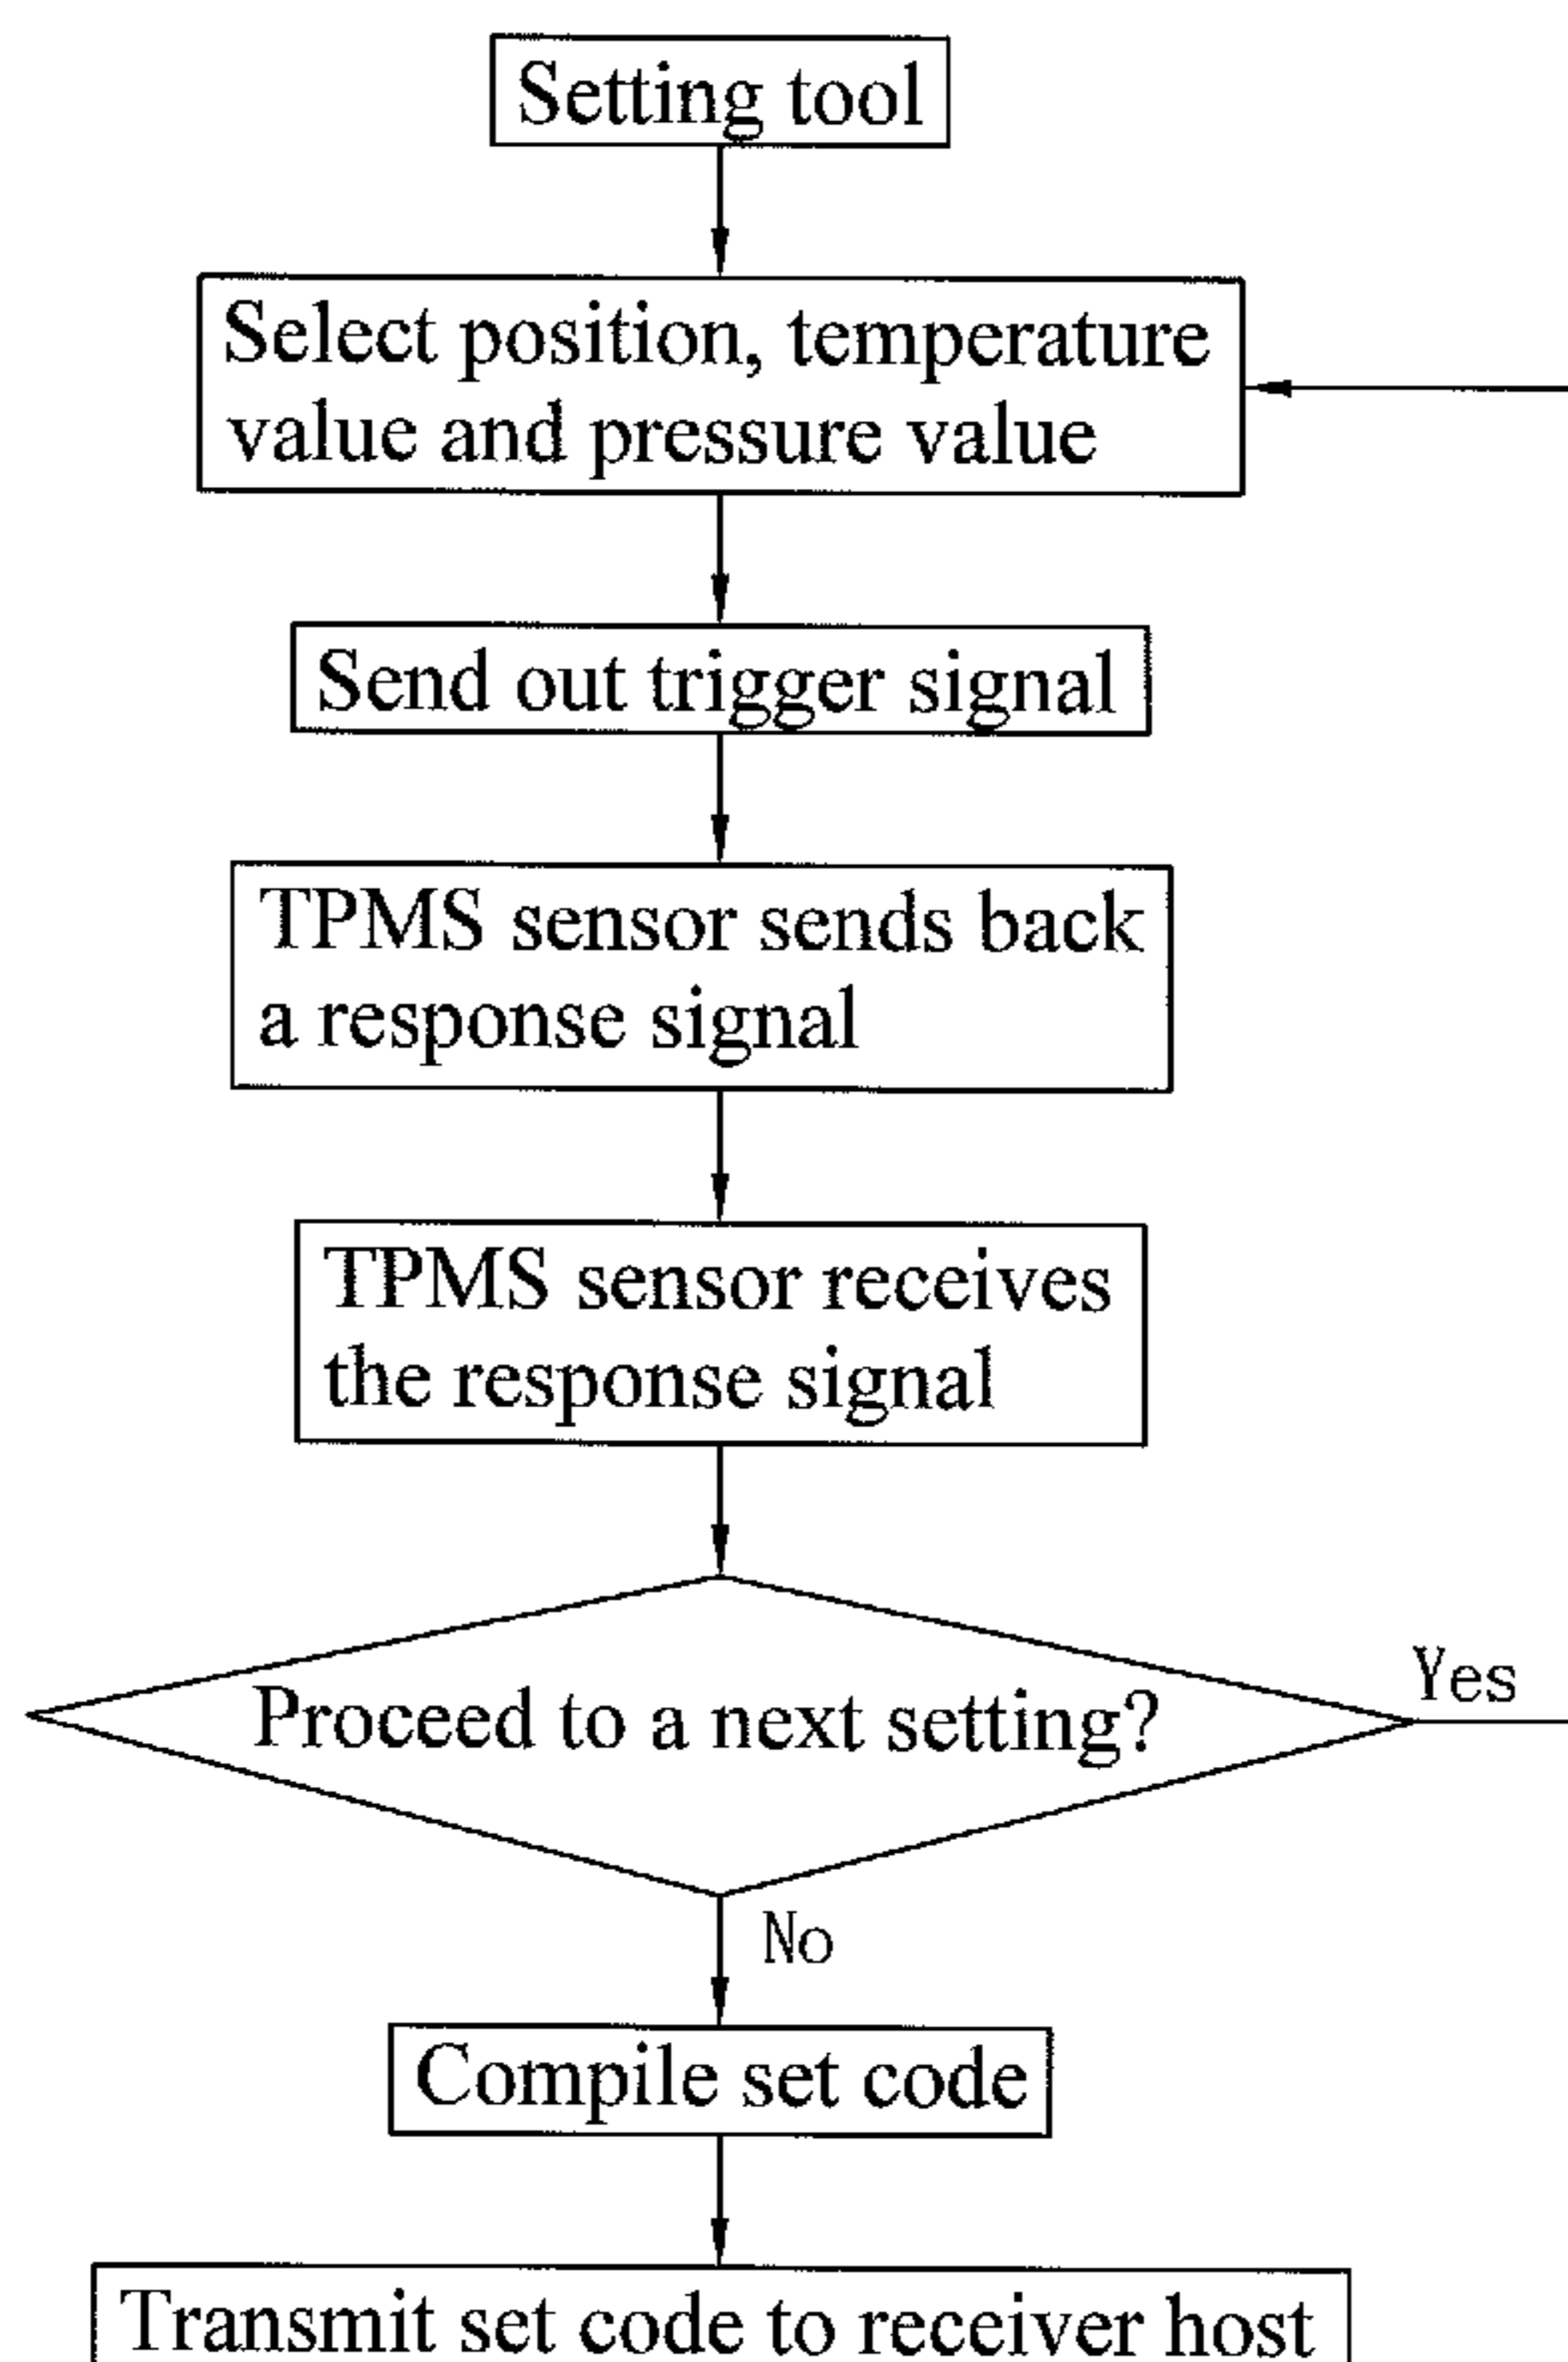 Setting tool
Select position, temperature
value and pressure value
Send out trigger signal
TPMS sensor sends back
a response signal
TPMS sensor receives
the response signal
Proceed to a next setting?
Yes
No
Compile set code
Transmit set code to receiver host